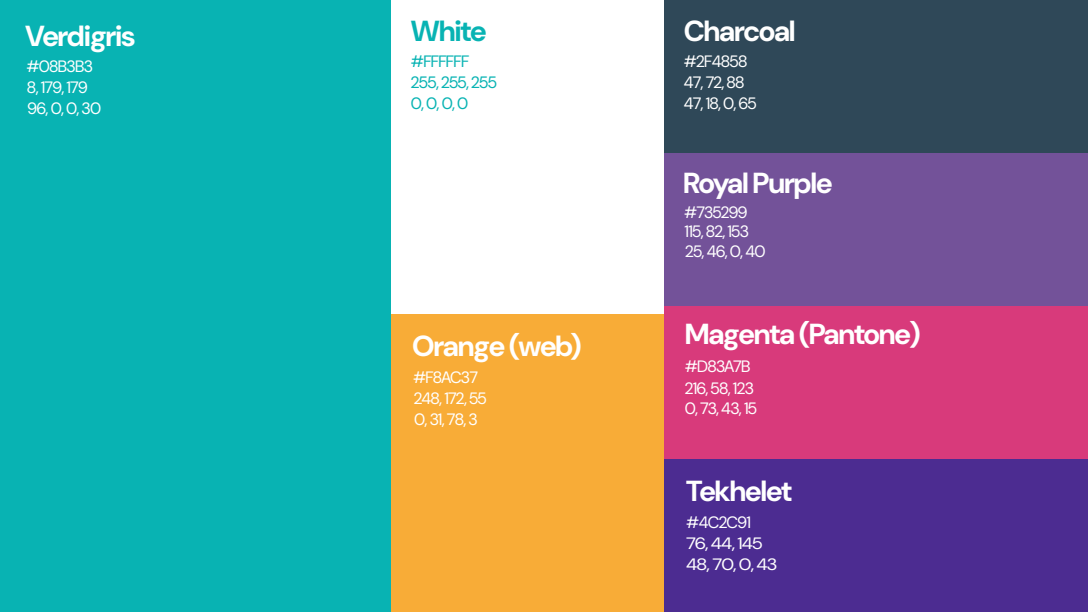 Verdigris
#08B3B3
8, 179, 179
96, 0, 0, 30
White
#FFFFFF
255, 255, 255
0, 0, 0, 0
Orange (web)
#F8AC37
248, 172, 55
0, 31, 78, 3
Charcoal
#2F4858
47, 72, 88
47, 18, 0, 65
Royal Purple
#735299
115, 82, 153
25, 46, 0, 40
Magenta (Pantone)
#D83A7B
216, 58, 123
0, 73, 43, 15
Tekhelet
#4C2C91
76, 44, 145
48, 70, 0, 43